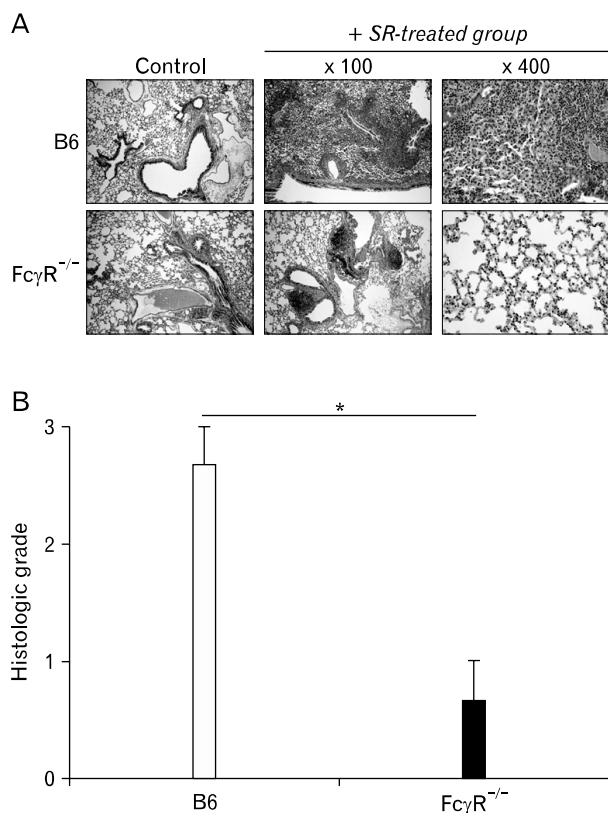 A
+ SR-treated group
Control
x 100
x 400
B6
FcγR−/−
B
*
3
2
1
0
Histologic grade
B6
FcγR−/−